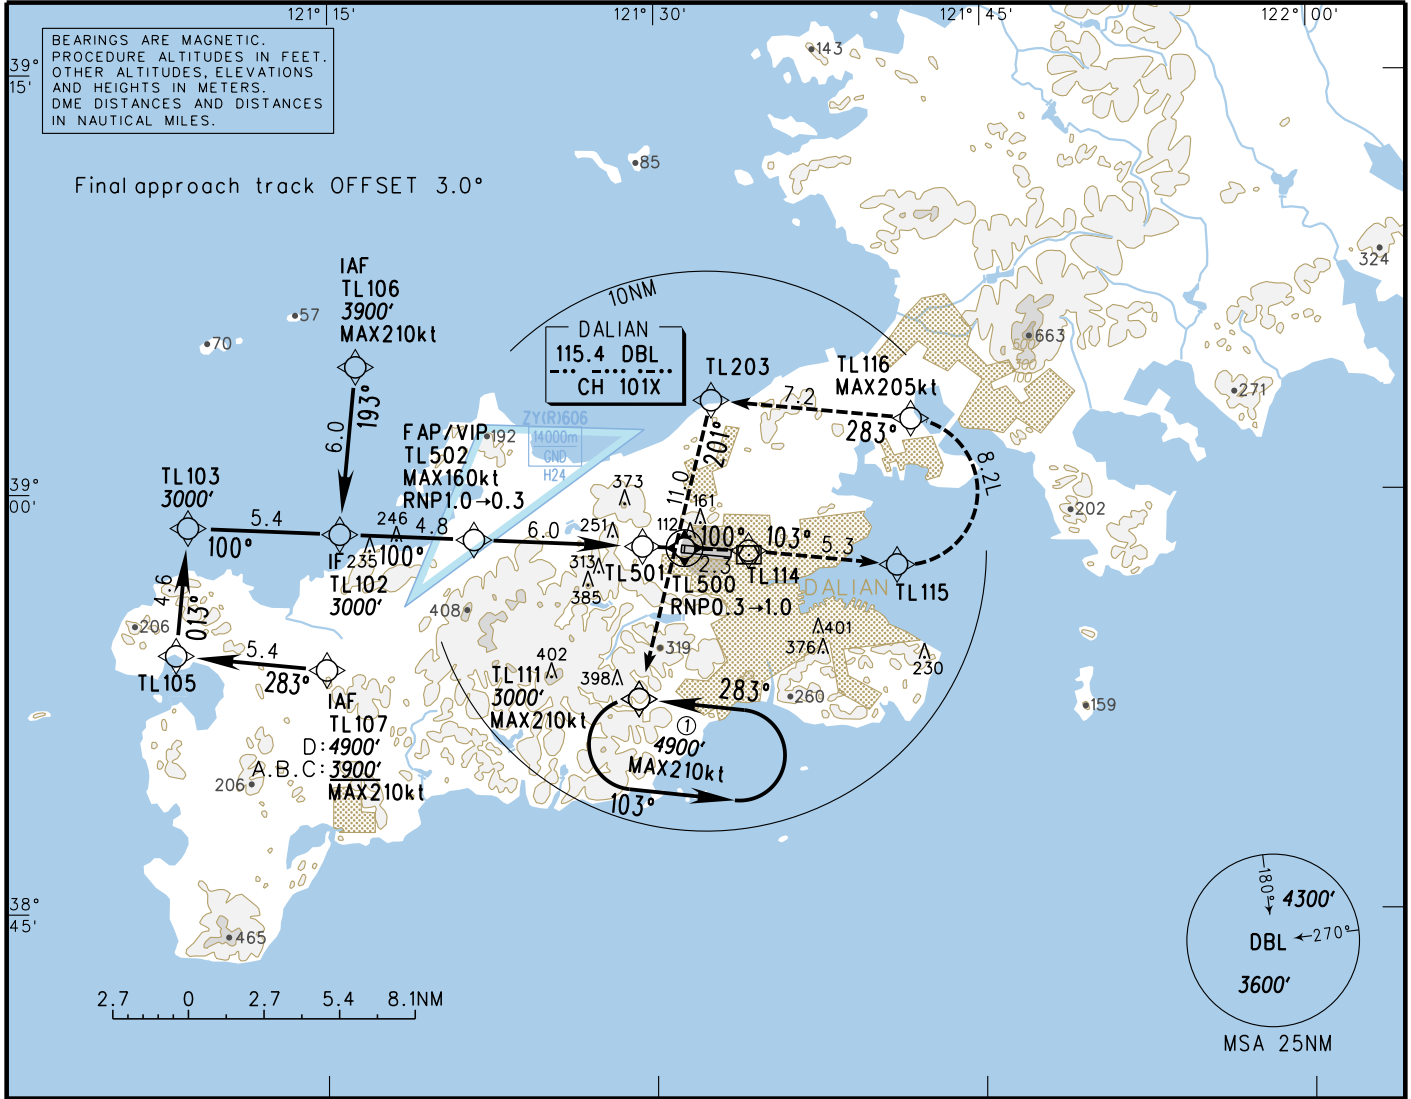 121° 15'
121° 30'
121° 45'
122° 00'
BEARINGS ARE MAGNETIC.
PROCEDURE ALTITUDES IN FEET.
OTHER ALTITUDES, ELEVATIONS
AND HEIGHTS IN METERS.
DME DISTANCES AND DISTANCES
IN NAUTICAL MILES.
39°
15'
143
85
Final approach track OFFSET 3.0°
324
IAF
TL106
3900'
MAX210kt
57
70
10NM
DALIAN
115.4 DBL
CH 101X
TL203
TL116
MAX205kt
663
500
300
100
271
7.2
283°
193°
6.0
201°
11.0
8.2L
ZY(R)606
14000m
GND
H24
FAP/VIP
TL502
MAX160kt
RNP1.0→0.3
192
TL103
3000'
39°
00'
373
161
202
5.4
246
4.8
6.0
251
112
100°
103°
5.3
100°
IF
235
100°
TL102
3000'
313
385
TL501
2.3
TL500
RNP0.3→1.0
TL114
DALIAN
TL115
4.6
013°
206
408
401
376
230
319
5.4
283°
TL105
402
398
TL111
3000'
MAX210kt
283°
260
159
IAF
TL107
D: 4900'
A.B.C: 3900'
MAX210kt
1
4900'
MAX210kt
103°
206
38°
45'
465
180°
4300'
DBL
270°
3600'
MSA 25NM
2.7 0 2.7 5.4 8.1NM